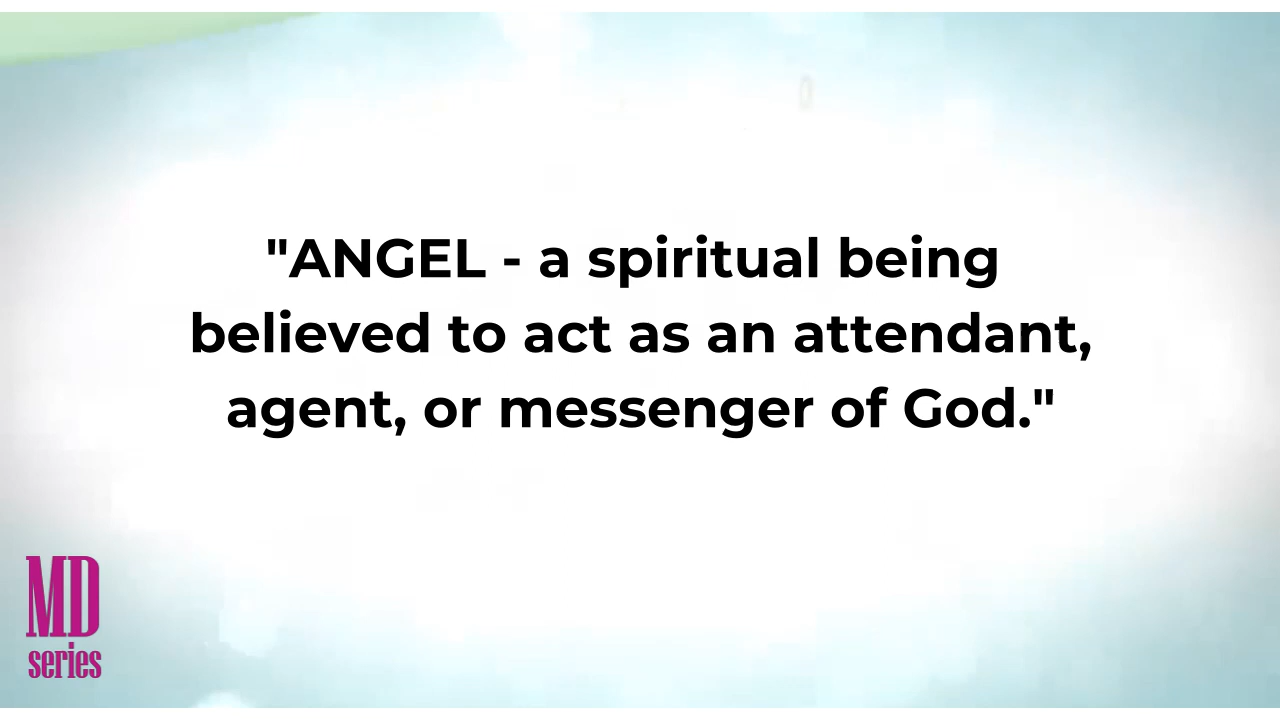 "ANGEL - a spiritual being
believed to act as an attendant,
agent, or messenger of God."
MD
series